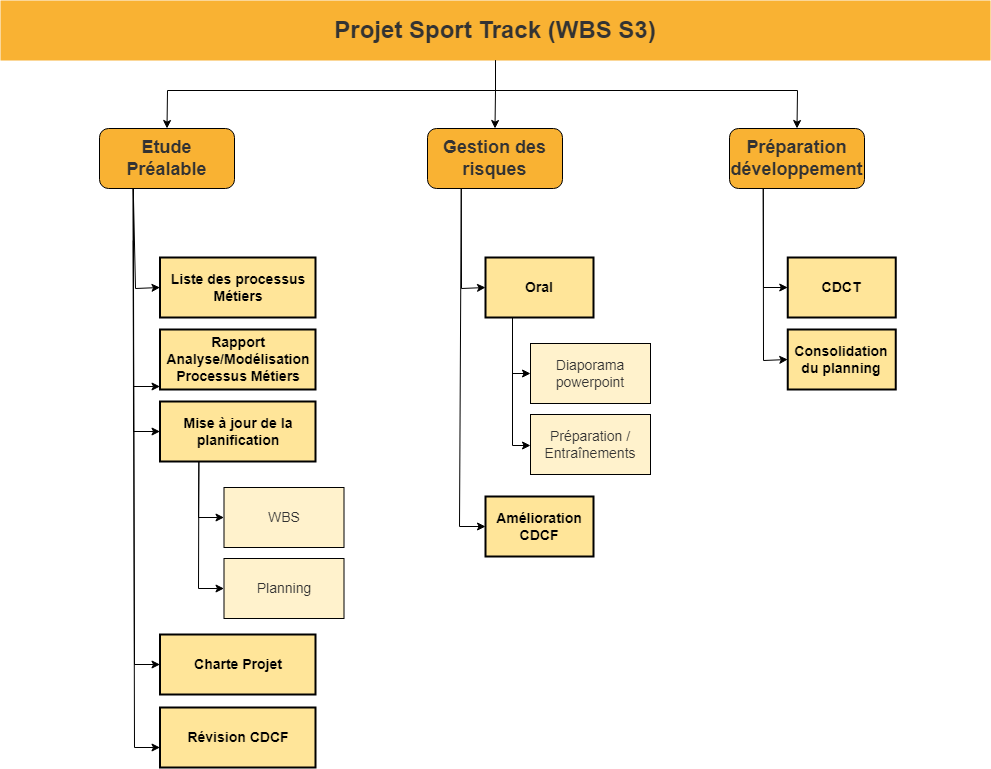 Projet Sport Track (WBS S3)
Etude
Préalable
Liste des processus
Métiers
Rapport
Analyse/Modélisation
Processus Métiers
Mise à jour de la
planification
WBS
Planning
Charte Projet
Révision CDCF
Gestion des
risques
Oral
Diaporama
powerpoint
Préparation /
Entraînements
Amélioration
CDCF
Préparation
développement
CDCT
Consolidation
du planning